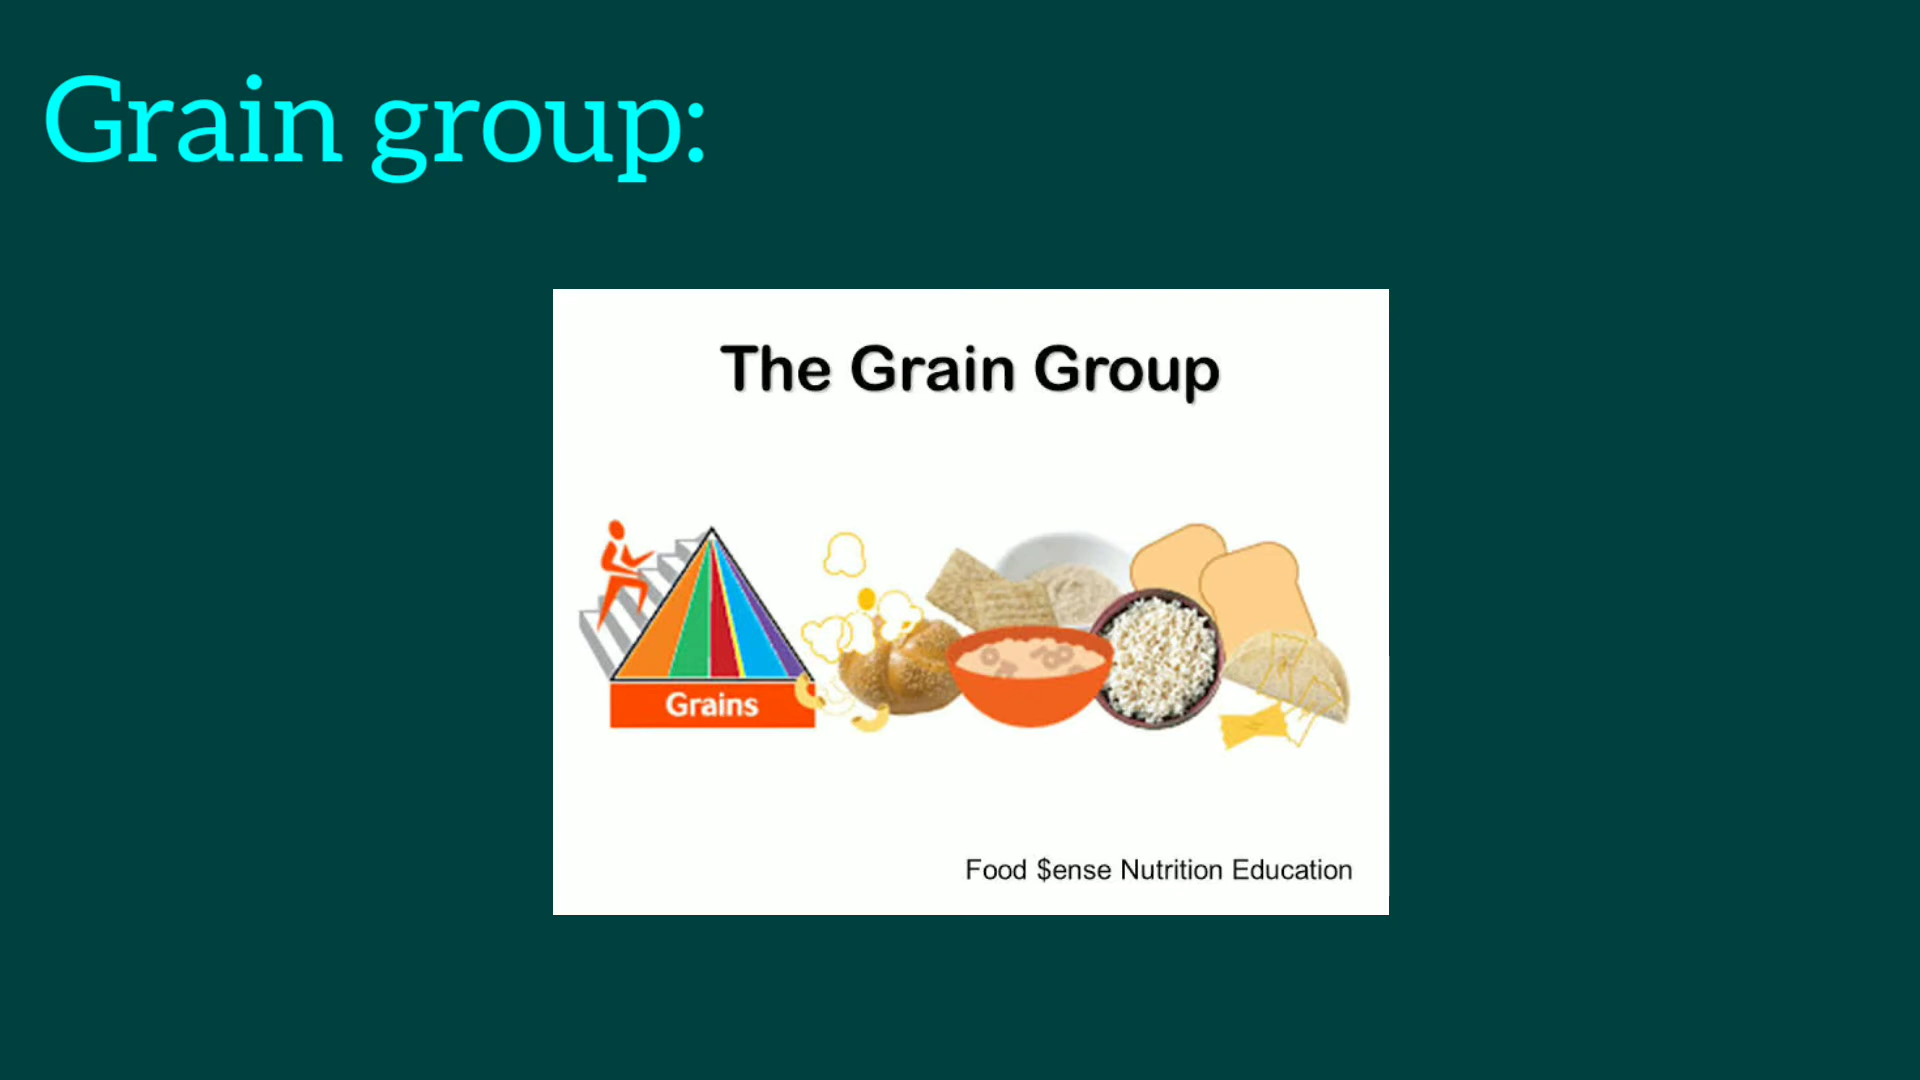 Grain group:
The Grain Group
Grains
Food $ense Nutrition Education